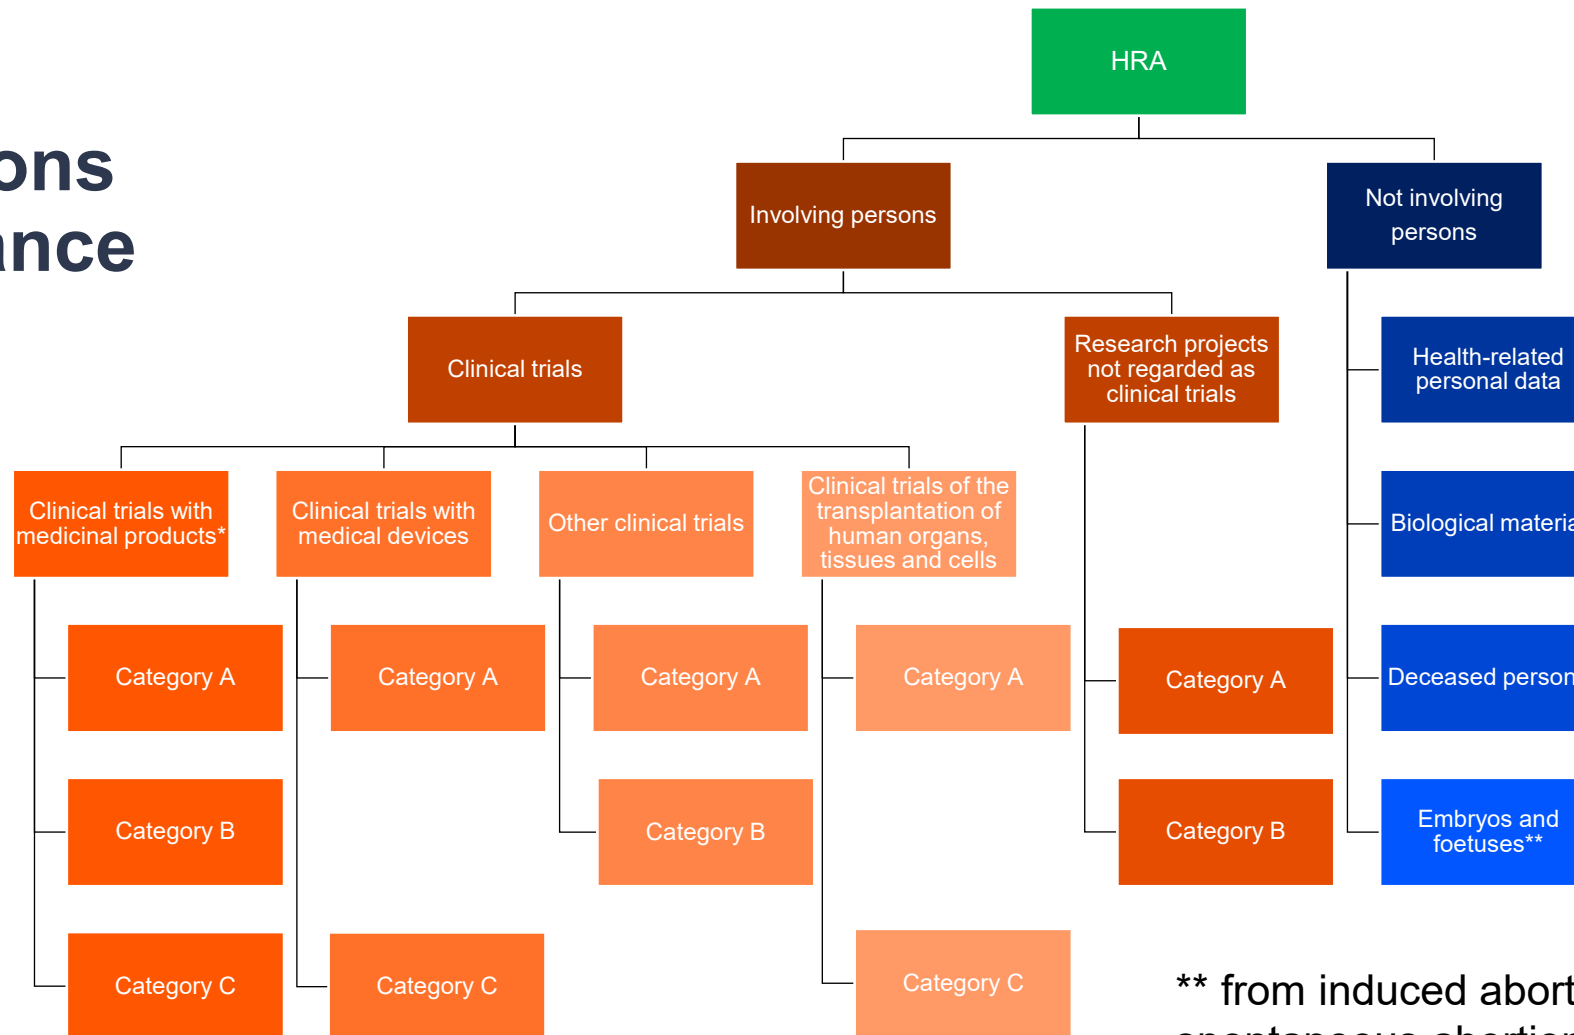 HRA
ons
ance
Involving persons
Not involving
persons
Clinical trials
Research projects
not regarded as
clinical trials
Health-related
personal data
Clinical trials with
medicinal products*
Clinical trials with
medical devices
Other clinical trials
Clinical trials of the
transplantation of
human organs,
tissues and cells
Biological materia
Category A
Category A
Category A
Category A
Category A
Deceased person
Category B
Category B
Category B
Embryos and
foetuses**
Category C
Category C
Category C
** from induced abort
spontaneous abortion